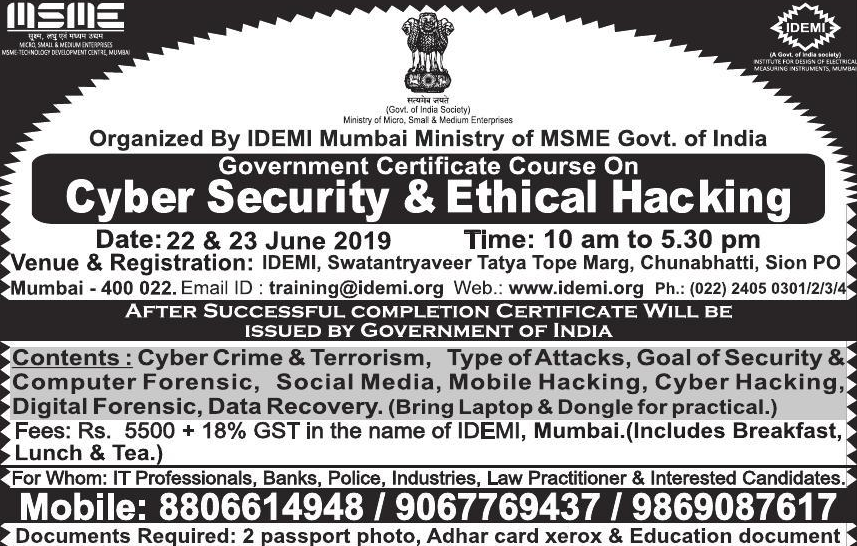 MSME
सूक्ष्म, लघु एवं मध्यम उद्यम
MICRO, SMALL & MEDIUM ENTERPRISES
MSME-TECHNOLOGY DEVELOPMENT CENTRE, MUMBAI
IDEMI
(A Govt. of India society)
INSTITUTE FOR DESIGN OF ELECTRICAL
MEASURING INSTRUMENTS, MUMBAI
सत्यमेव जयते
(Govt. of India Society)
Ministry of Micro, Small & Medium Enterprises
Organized By IDEMI Mumbai Ministry of MSME Govt. of India
Government Certificate Course On
Cyber Security & Ethical Hacking
Date: 22 & 23 June 2019 Time: 10 am to 5.30 pm
Venue & Registration: IDEMI, Swatantryaveer Tatya Tope Marg, Chunabhatti, Sion PO
Mumbai - 400 022. Email ID : training@idemi.org Web.: www.idemi.org Ph.: (022) 2405 0301/2/3/4
AFTER SUCCESSFUL COMPLETION CERTIFICATE WILL BE
ISSUED BY GOVERNMENT OF INDIA
Contents : Cyber Crime & Terrorism, Type of Attacks, Goal of Security &
Computer Forensic, Social Media, Mobile Hacking, Cyber Hacking,
Digital Forensic, Data Recovery. (Bring Laptop & Dongle for practical.)
Fees: Rs. 5500 + 18% GST in the name of IDEMI, Mumbai.(Includes Breakfast,
Lunch & Tea.)
For Whom: IT Professionals, Banks, Police, Industries, Law Practitioner & Interested Candidates.
Mobile: 8806614948 / 9067769437 / 9869087617
Documents Required: 2 passport photo, Adhar card xerox & Education document